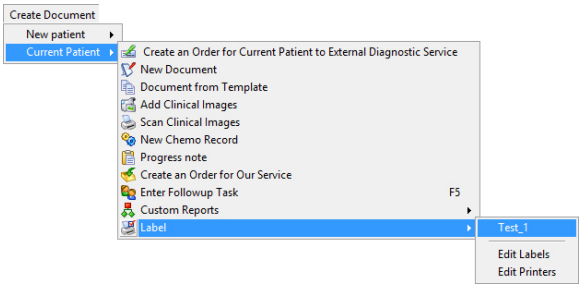 Create Document
New patient
Current Patient
Create an Order for Current Patient to External Diagnostic Service
New Document
Document from Template
Add Clinical Images
Scan Clinical Images
New Chemo Record
Progress note
Create an Order for Our Service
Enter Followup Task F5
Custom Reports
Label
Test_1
Edit Labels
Edit Printers